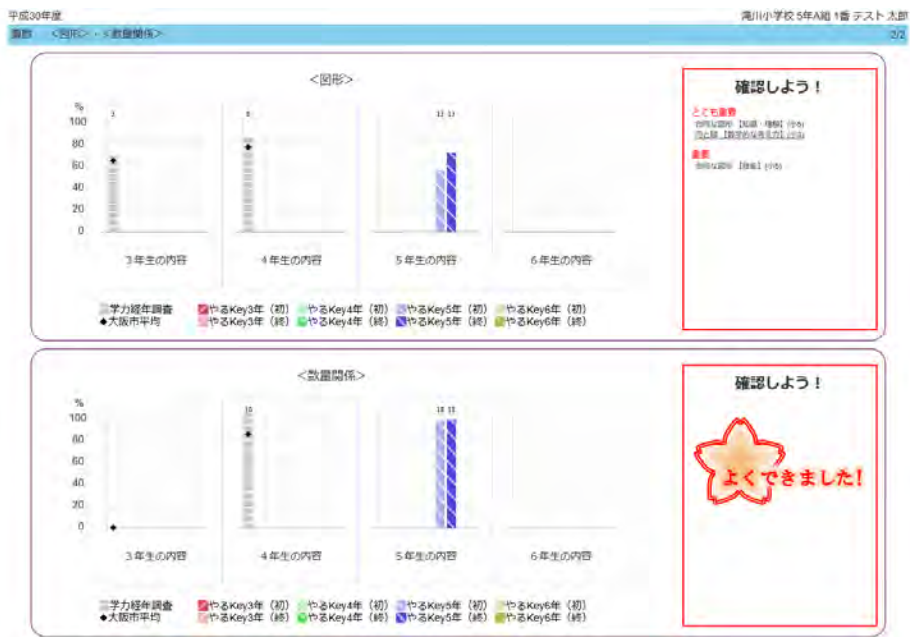 平成30年度
滝川小学校 5年A組 1番 テスト 太郎
算数 <図形>・<数量関係>
2/2
<図形>
%
100
80
60
40
20
0
3年生の内容
4年生の内容
5年生の内容
6年生の内容
学力経年調査
やるKey3年（初）
やるKey4年（初）
やるKey5年（初）
やるKey6年（初）
◆大阪市平均
やるKey3年（終）
やるKey4年（終）
やるKey5年（終）
やるKey6年（終）
確認しよう！
とても重要
重要
<数量関係>
%
100
80
60
40
20
0
3年生の内容
4年生の内容
5年生の内容
6年生の内容
学力経年調査
やるKey3年（初）
やるKey4年（初）
やるKey5年（初）
やるKey6年（初）
◆大阪市平均
やるKey3年（終）
やるKey4年（終）
やるKey5年（終）
やるKey6年（終）
確認しよう！
よくできました!